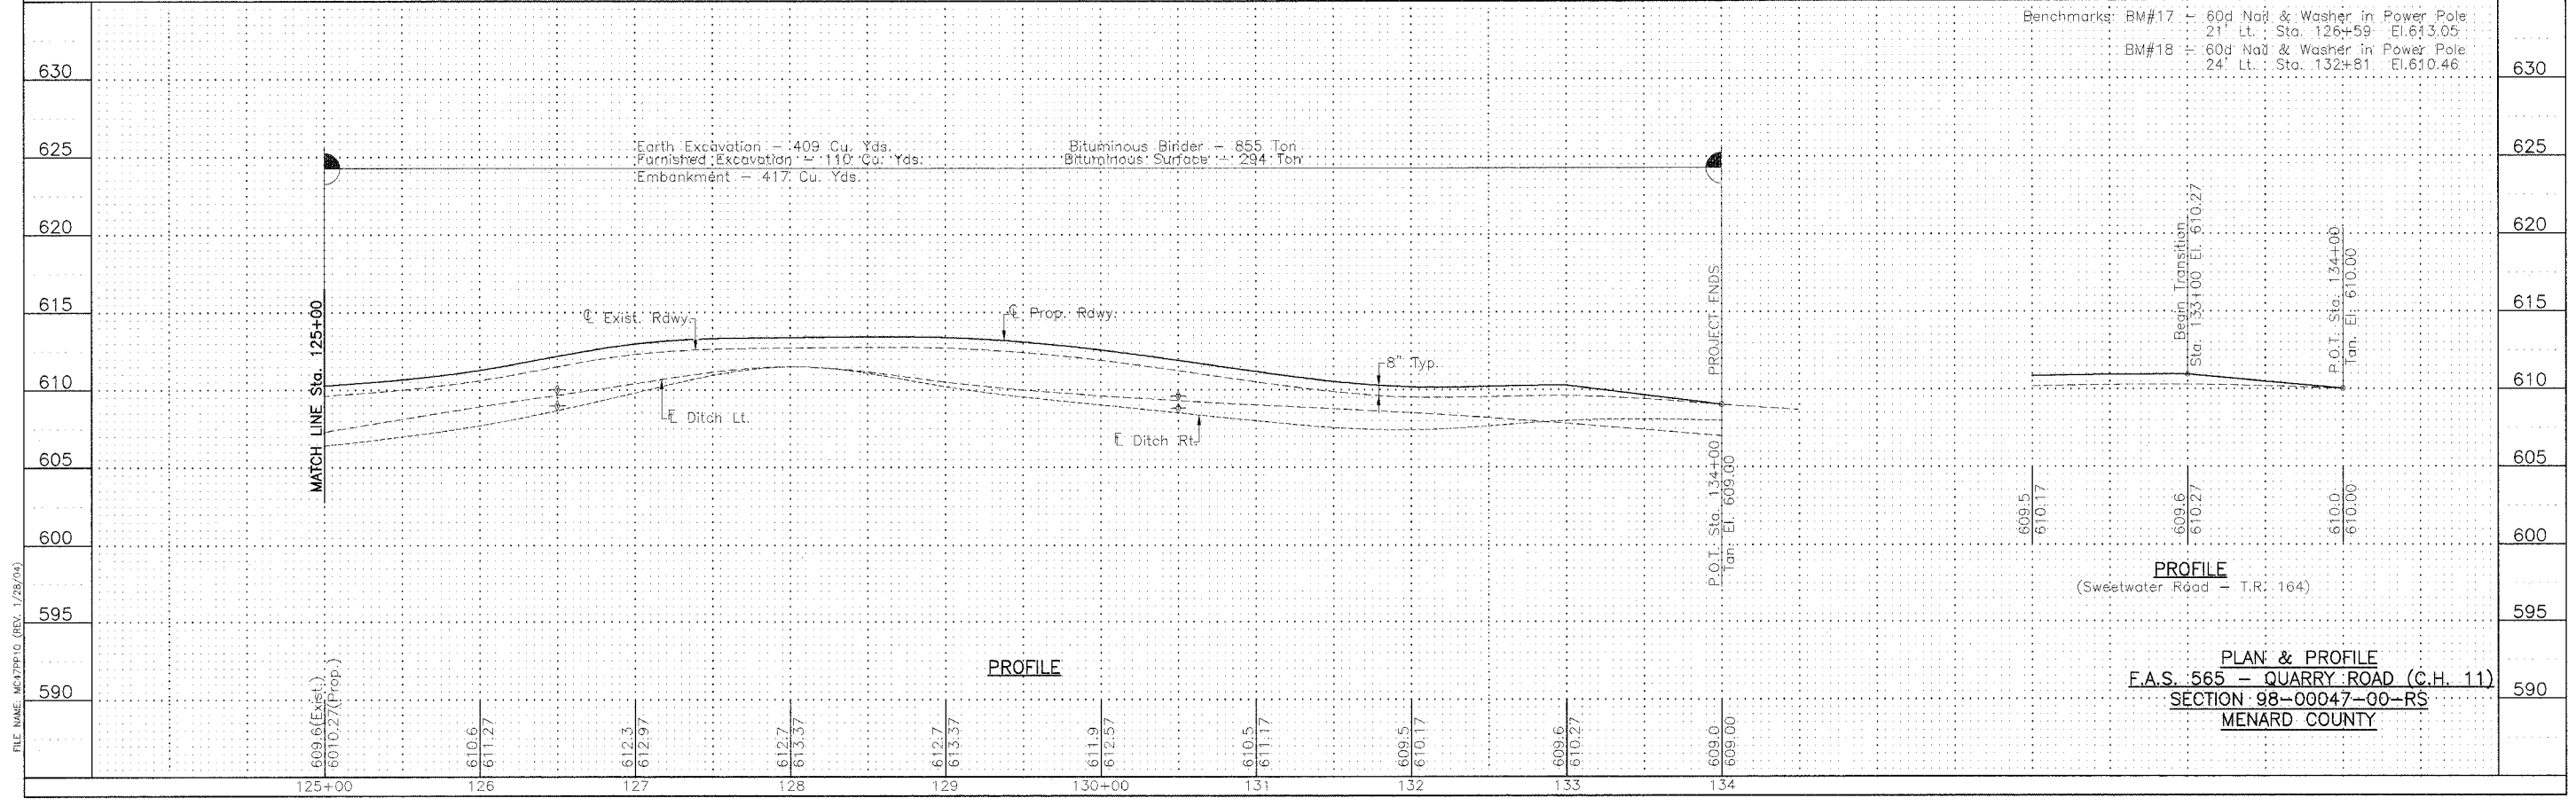 Benchmarks: BM#17 - 60d Nail & Washer in Power Pole
21' Lt. Sta. 126+59 El.613.05
BM#18 - 60d Nail & Washer in Power Pole
24' Lt. Sta. 132+81 El.610.46
630
630
625
Earth Excavation - 409 Cu. Yds.
Furnished Excavation - 110 Cu. Yds.
Embankment - 417 Cu. Yds.
Bituminous Binder - 855 Ton
Bituminous Surface - 294 Ton
625
620
620
615
615
610
610
605
605
600
600
595
595
590
590
MATCH LINE Sta. 125+00
℄ Exist. Rdwy.
℄ Prop. Rdwy.
8" Typ.
℄ Ditch Lt.
℄ Ditch Rt.
PROJECT ENDS
P.O.T. Sta. 134+00
Tan. El. 609.00
Begin Transition
Sta. 133+00 El. 610.27
P.O.T. Sta. 134+00
Tan. El. 610.00
609.5
610.17
609.6
610.27
610.0
610.00
PROFILE
(Sweetwater Road - T.R. 164)
PROFILE
PLAN & PROFILE
F.A.S. 565 - QUARRY ROAD (C.H. 11)
SECTION 98-00047-00-RS
MENARD COUNTY
609.6(Exist.)
6010.27(Prop.)
610.6
611.27
612.3
612.97
612.7
613.37
612.7
613.37
611.9
612.57
610.5
611.17
609.5
610.17
609.6
610.27
609.0
609.00
125+00
126
127
128
129
130+00
131
132
133
134
FILE NAME: MC47PP10 (REV. 1/28/04)